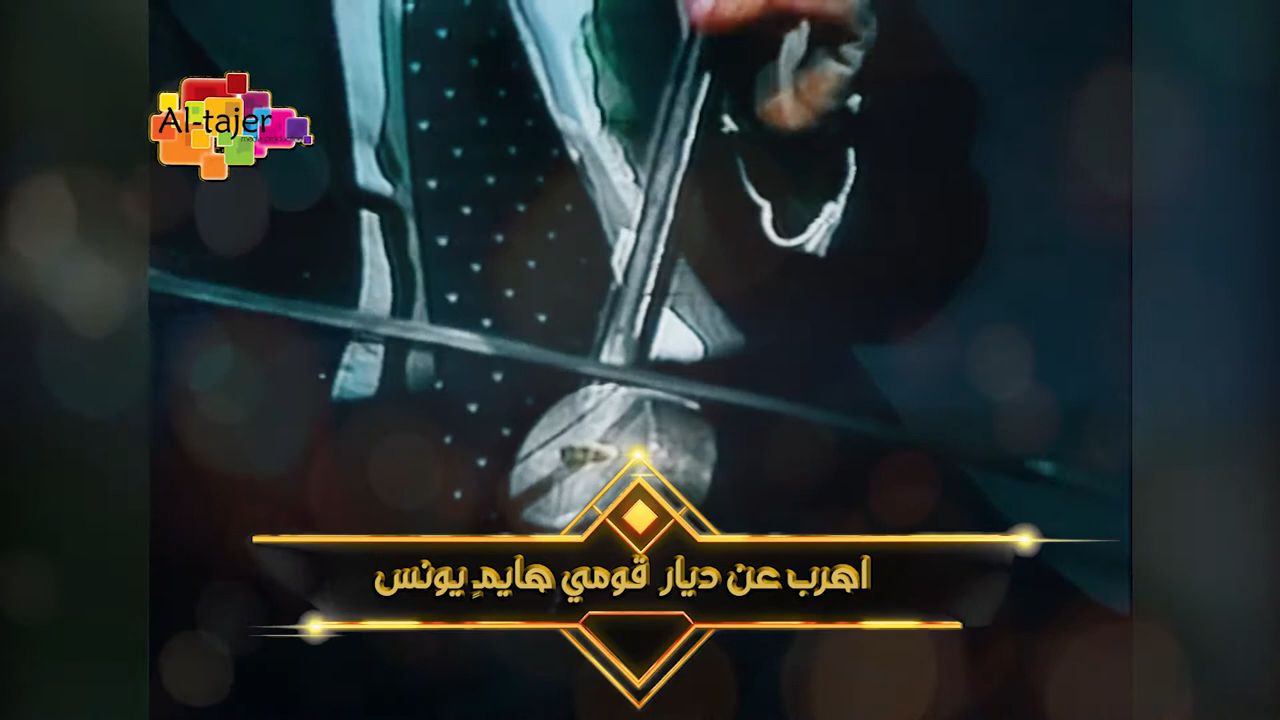 Al-tajer
اهرب عن ديار قومي هايمٍ يونس